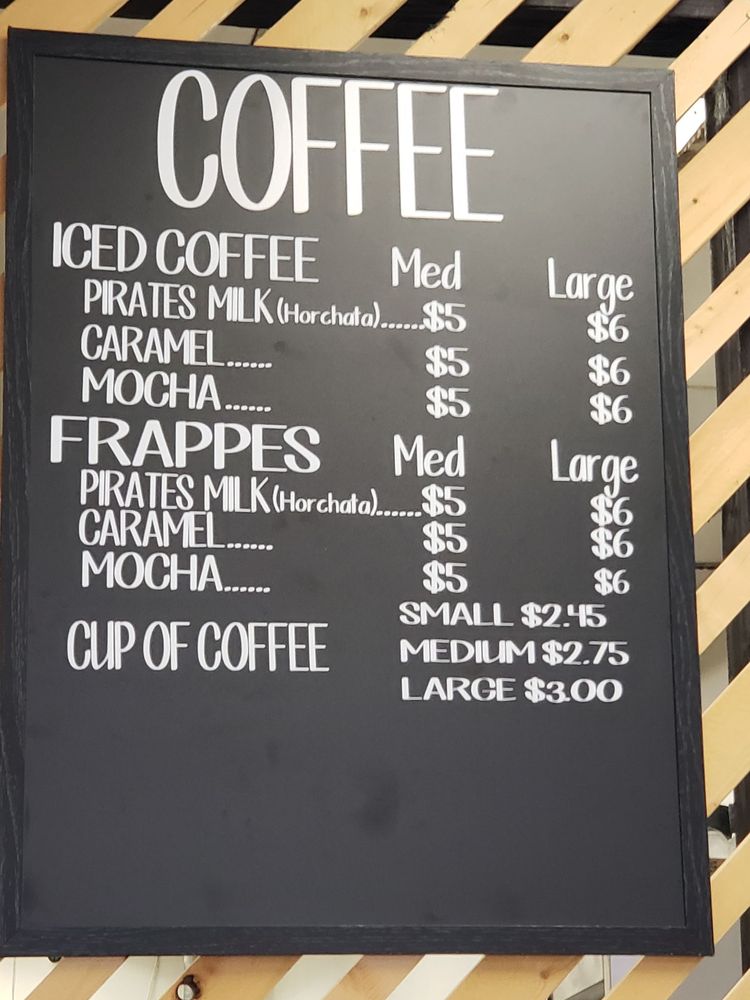 COFFEE
ICED COFFEE Med Large
PIRATES MILK (Horchata)......$5 $6
CARAMEL...... $5 $6
MOCHA...... $5 $6
FRAPPES Med Large
PIRATES MILK (Horchata)......$5 $6
CARAMEL...... $5 $6
MOCHA...... $5 $6
SMALL $2.45
CUP OF COFFEE MEDIUM $2.75
LARGE $3.00